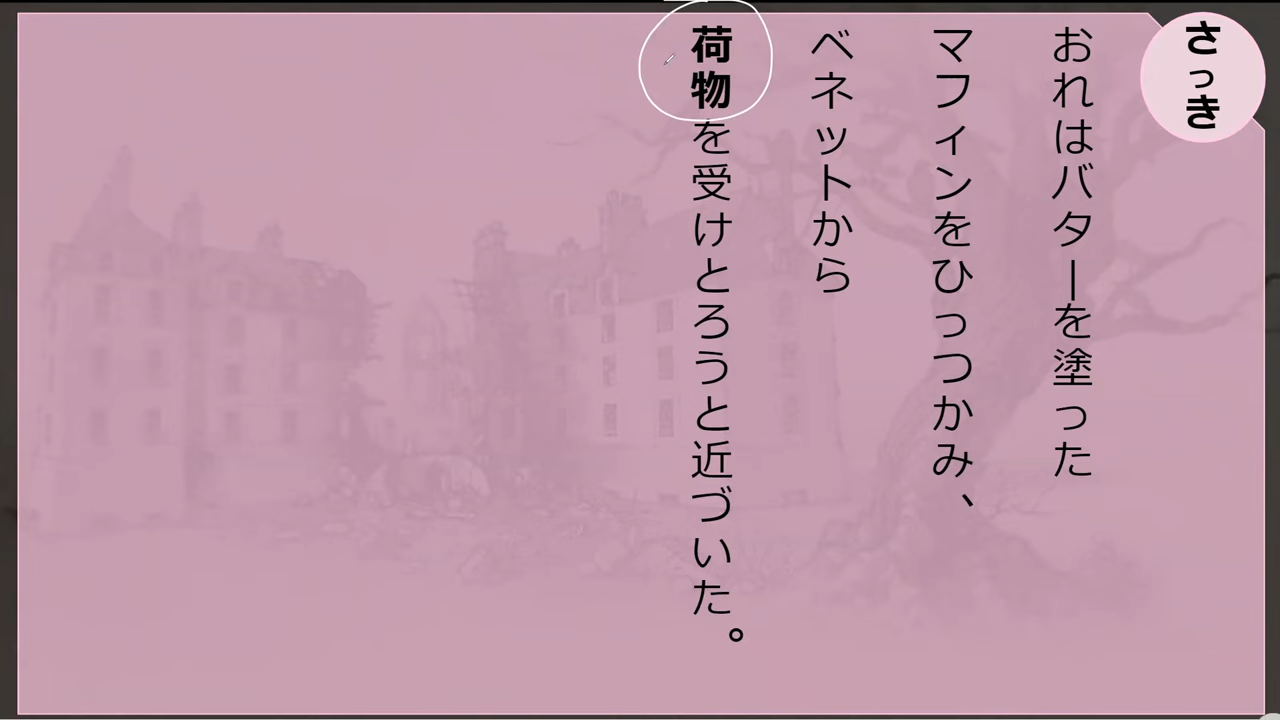 さっき
おれはバターを塗った
マフィンをひっつかみ、
ベネットから
荷物を受けとろうと近づいた。